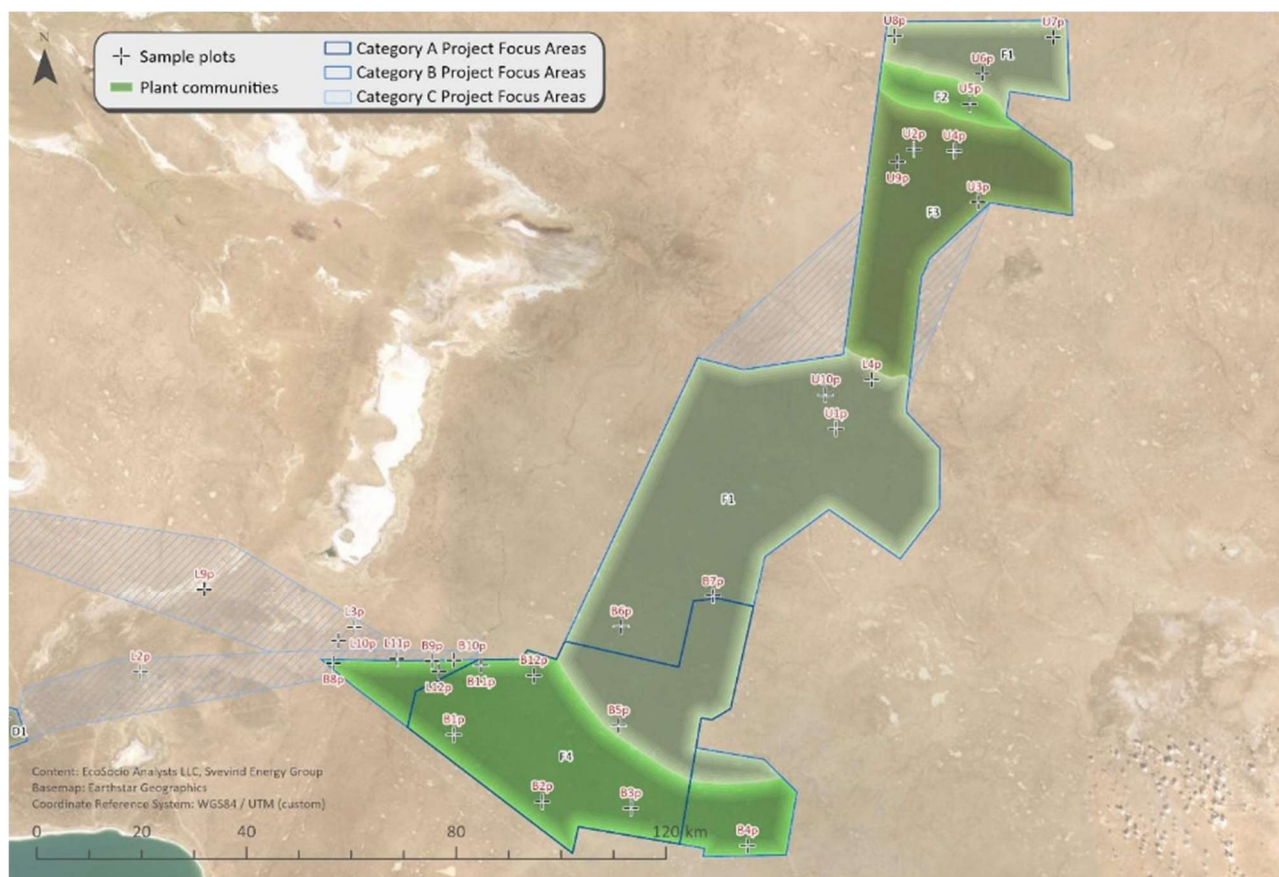 N
Sample plots
Plant communities
Category A Project Focus Areas
Category B Project Focus Areas
Category C Project Focus Areas
U8p
U7p
F1
U6p
U5p
F2
U2p
U4p
U9p
U3p
F3
L4p
U10p
U1p
F1
B7p
L9p
B6p
L3p
L10p
L11p
B9p
B10p
B12p
L2p
B8p
L12p
B11p
B5p
B1p
D1
F4
B2p
B3p
B4p
Content: EcoSocio Analysts LLC, Svevind Energy Group
Basemap: Earthstar Geographics
Coordinate Reference System: WGS84 / UTM (custom)
0 20 40 80 120 km